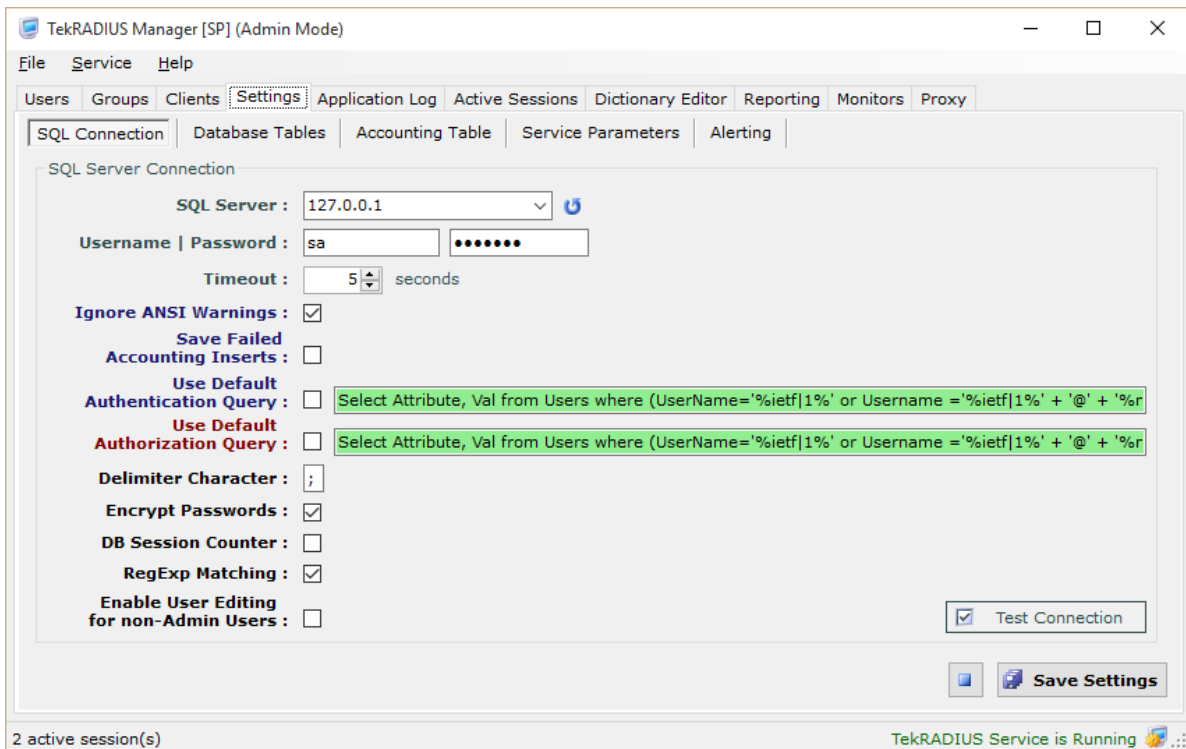 TekRADIUS Manager [SP] (Admin Mode)
File Service Help
Users Groups Clients Settings Application Log Active Sessions Dictionary Editor Reporting Monitors Proxy
SQL Connection Database Tables Accounting Table Service Parameters Alerting
SQL Server Connection
SQL Server : 127.0.0.1
Username | Password : sa •••••••
Timeout : 5 seconds
Ignore ANSI Warnings :
Save Failed
Accounting Inserts :
Use Default
Authentication Query : Select Attribute, Val from Users where (UserName='%ietf|1%' or Username ='%ietf|1%' + '@' + '%r
Use Default
Authorization Query : Select Attribute, Val from Users where (UserName='%ietf|1%' or Username ='%ietf|1%' + '@' + '%r
Delimiter Character : ;
Encrypt Passwords :
DB Session Counter :
RegExp Matching :
Enable User Editing
for non-Admin Users :
Test Connection
Save Settings
2 active session(s) TekRADIUS Service is Running